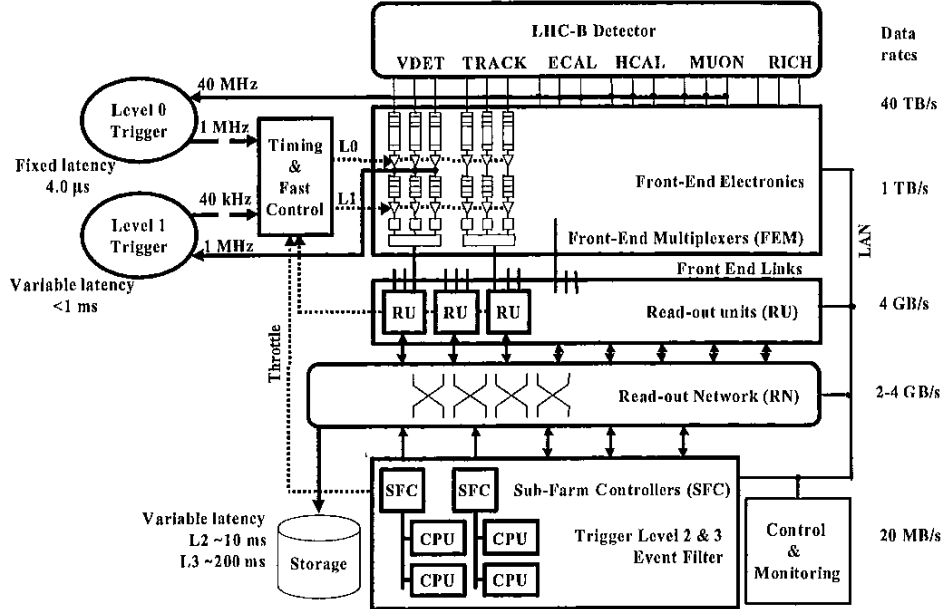 LHC-B Detector
Data
rates
VDET TRACK ECAL HCAL MUON RICH
40 MHz
40 TB/s
Level 0
Trigger
1 MHz
Timing
&
Fast
Control
L0
Fixed latency
4.0 µs
Front-End Electronics
1 TB/s
40 kHz
L1
Level 1
Trigger
1 MHz
Front-End Multiplexers (FEM)
LAN
Front End Links
Variable latency
<1 ms
RU RU RU
Read-out units (RU)
4 GB/s
Throttle
Read-out Network (RN)
2-4 GB/s
SFC SFC
Sub-Farm Controllers (SFC)
Variable latency
L2 ~10 ms
L3 ~200 ms
Storage
CPU CPU
CPU CPU
Trigger Level 2 & 3
Event Filter
Control
&
Monitoring
20 MB/s